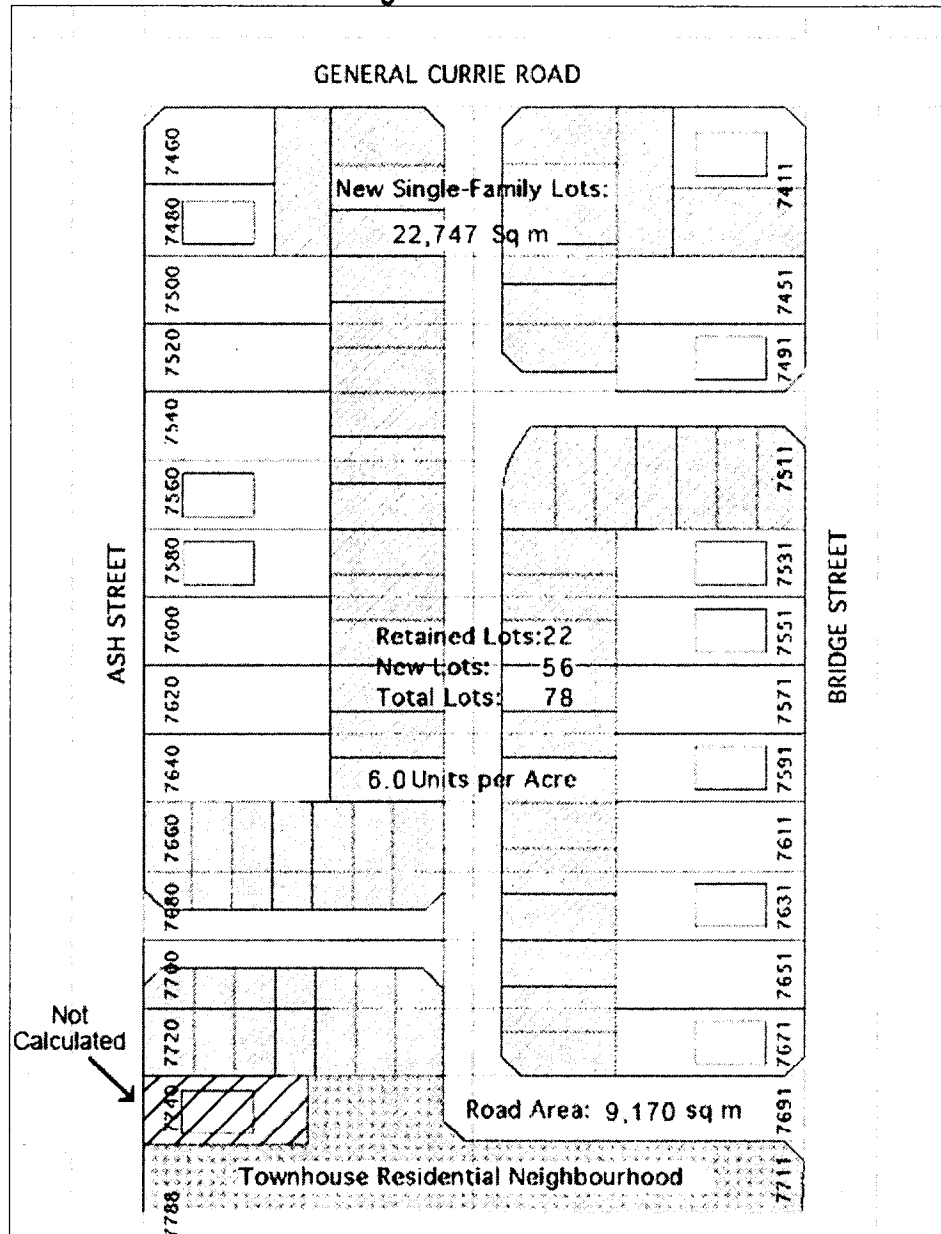 GENERAL CURRIE ROAD
7460
7480
7500
7520
7540
7560
7580
7600
7620
7640
7660
7680
7700
7720
7740
7788
ASH STREET
New Single-Family Lots:
22,747 Sq m
Retained Lots:22
New Lots: 56
Total Lots: 78
6.0 Units per Acre
7411
7451
7491
7511
7531
7551
7571
7591
7611
7631
7651
7671
7691
7711
BRIDGE STREET
Not
Calculated
Road Area: 9,170 sq m
Townhouse Residential Neighbourhood